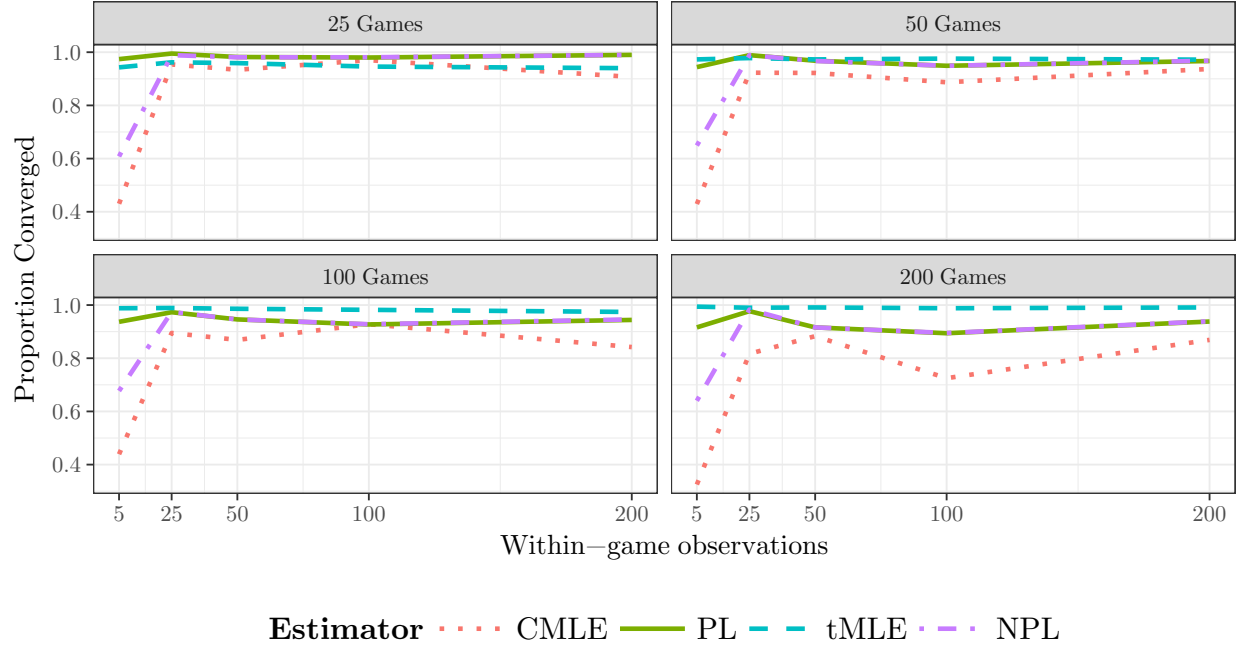 25 Games
50 Games
1.0
0.8
0.6
0.4
100 Games
200 Games
1.0
0.8
0.6
0.4
Proportion Converged
5 25 50 100 200
5 25 50 100 200
Within−game observations
Estimator CMLE PL tMLE NPL